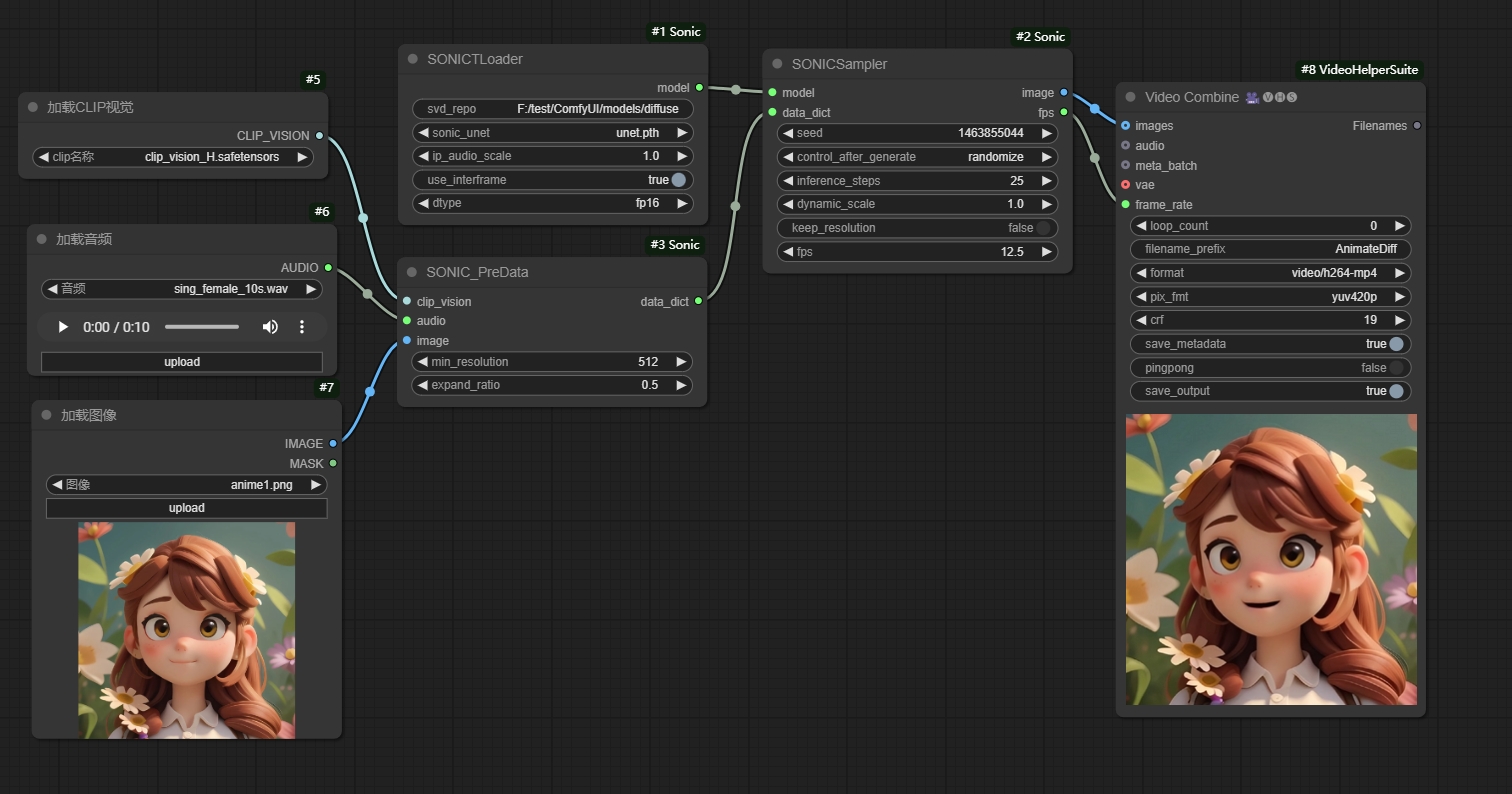 #5
加载CLIP视觉
CLIP_VISION
clip名称 clip_vision_H.safetensors
#6
加载音频
AUDIO
音频 sing_female_10s.wav
0:00 / 0:10
upload
#7
加载图像
IMAGE
MASK
图像 anime1.png
upload
#1 Sonic
SONICTLoader
model
svd_repo F:/test/ComfyUI/models/diffuse
sonic_unet unet.pth
ip_audio_scale 1.0
use_interframe true
dtype fp16
#3 Sonic
SONIC_PreData
clip_vision data_dict
audio
image
min_resolution 512
expand_ratio 0.5
#2 Sonic
SONICSampler
model image
data_dict fps
seed 1463855044
control_after_generate randomize
inference_steps 25
dynamic_scale 1.0
keep_resolution false
fps 12.5
#8 VideoHelperSuite
Video Combine 🎥🅥🅗🅢
images Filenames
audio
meta_batch
vae
frame_rate
loop_count 0
filename_prefix AnimateDiff
format video/h264-mp4
pix_fmt yuv420p
crf 19
save_metadata true
pingpong false
save_output true